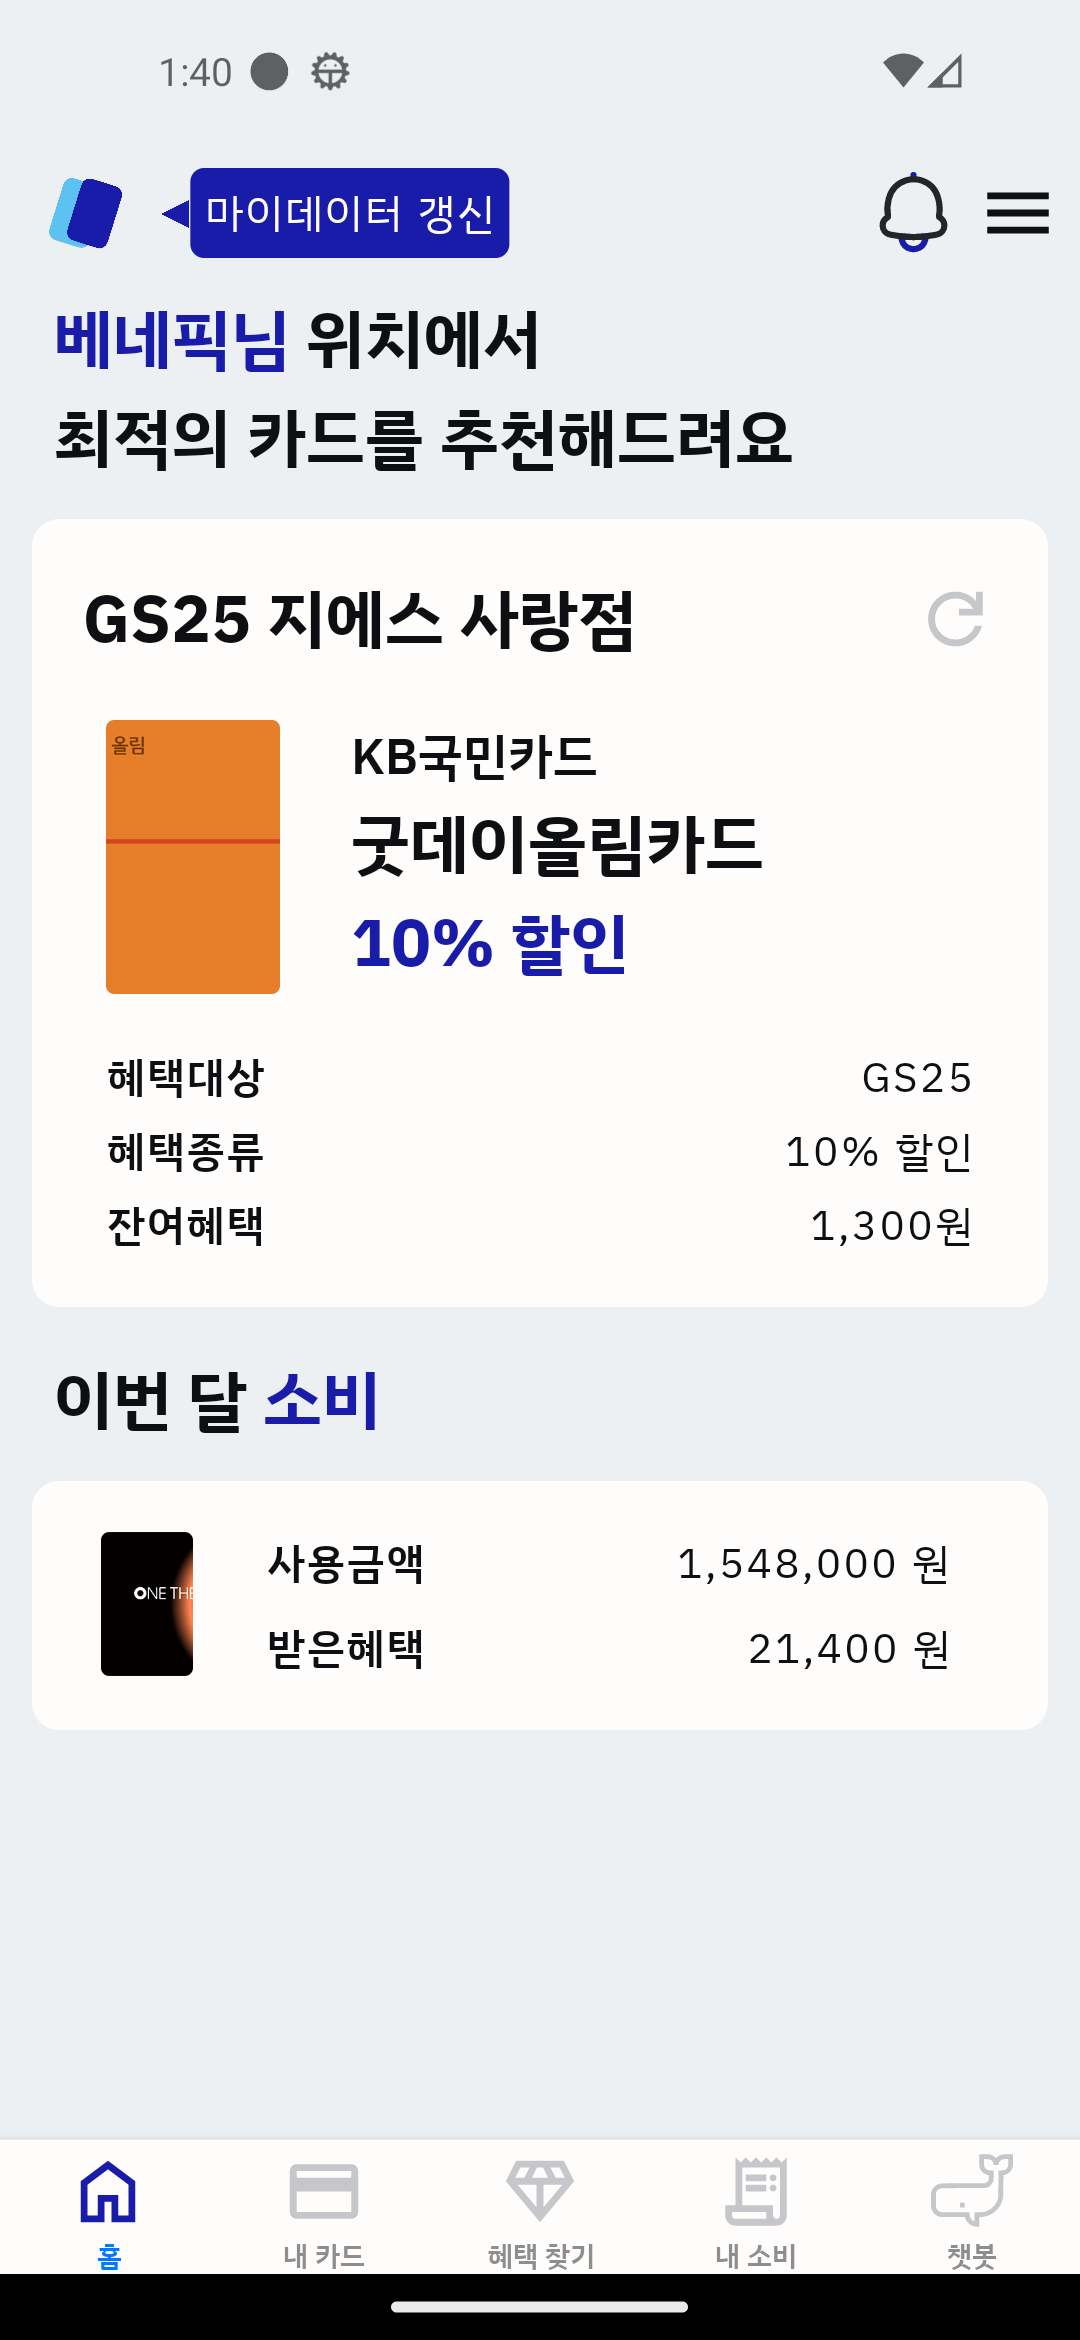 1:40
마이데이터 갱신
베네픽님 위치에서
최적의 카드를 추천해드려요
GS25 지에스 사랑점
올림
KB국민카드
굿데이올림카드
10% 할인
혜택대상 GS25
혜택종류 10% 할인
잔여혜택 1,300원
이번 달 소비
ONE THE
사용금액 1,548,000 원
받은혜택 21,400 원
홈 내 카드 혜택 찾기 내 소비 챗봇